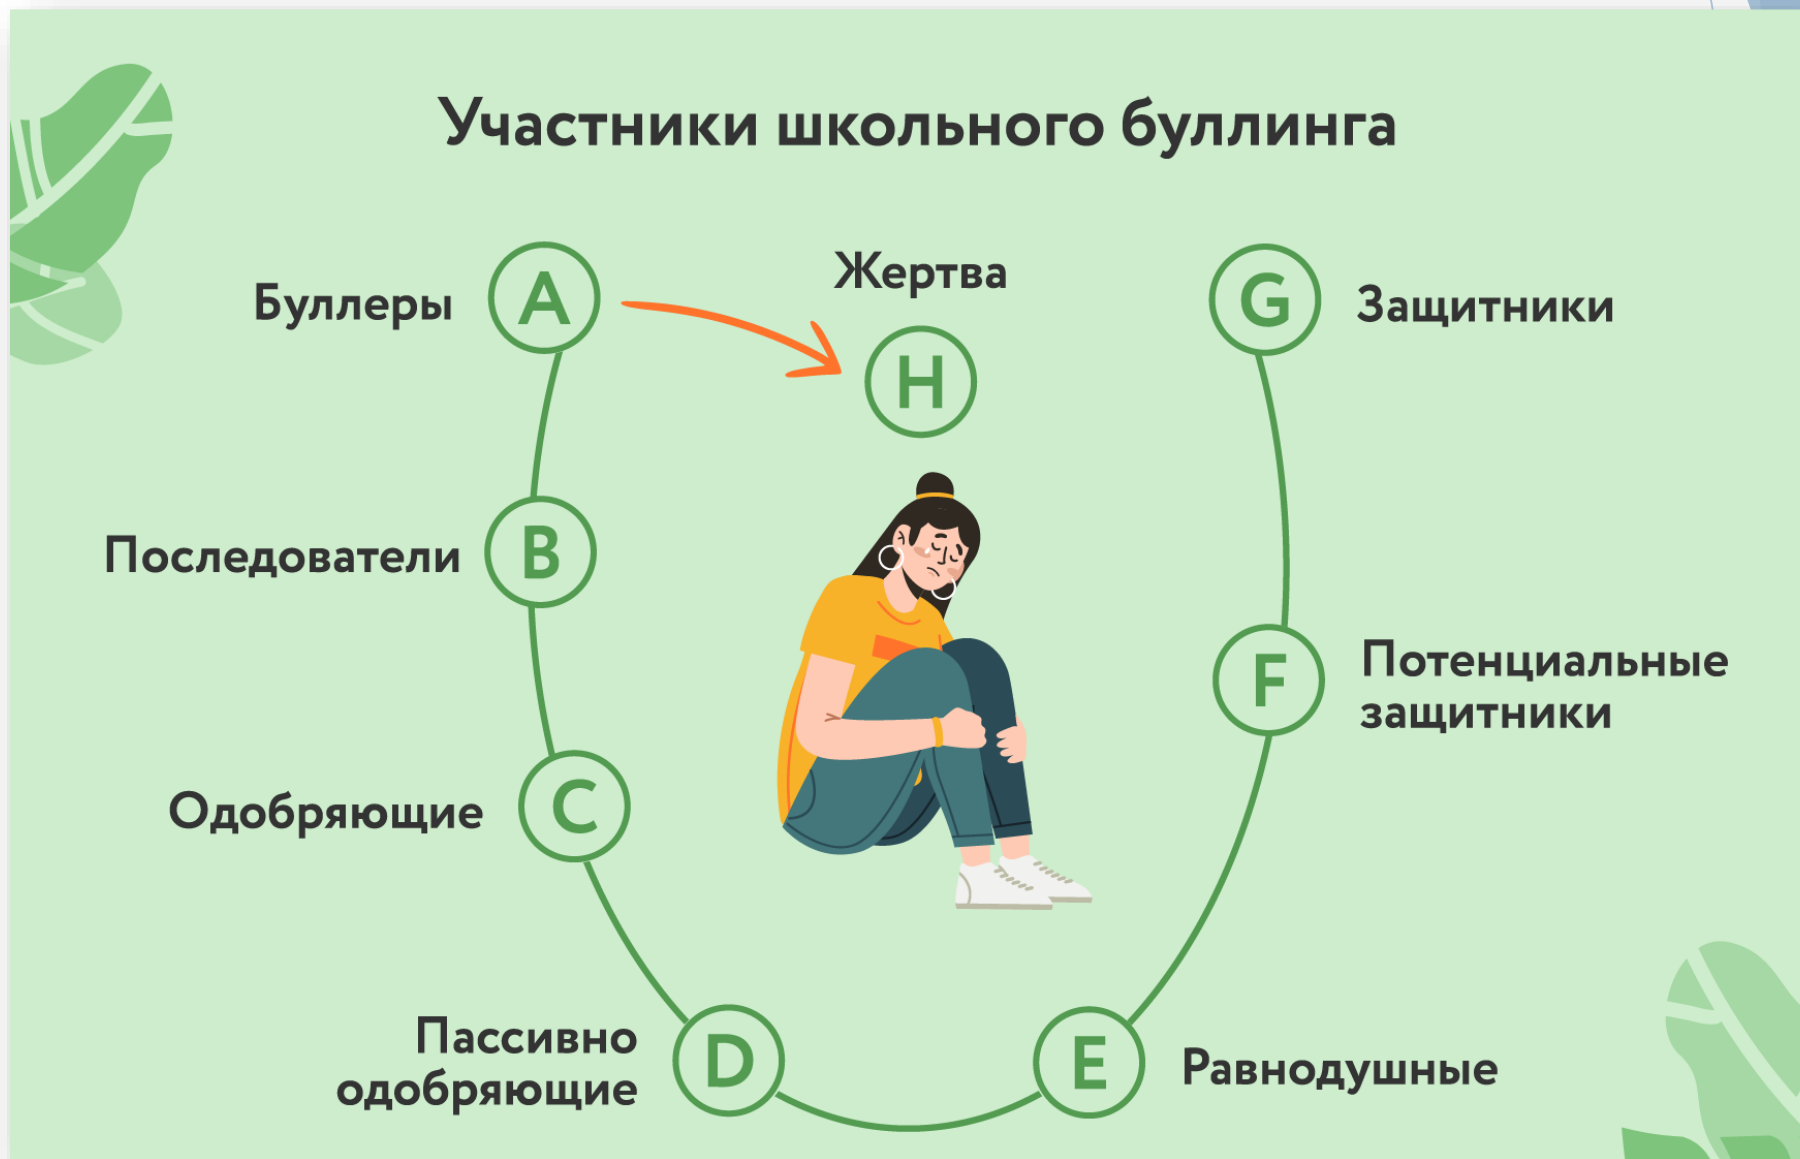 Участники школьного буллинга
Буллеры
A
Жертва
H
G
Защитники
Последователи
B
F
Потенциальные
защитники
Одобряющие
C
Пассивно
одобряющие
D
E
Равнодушные